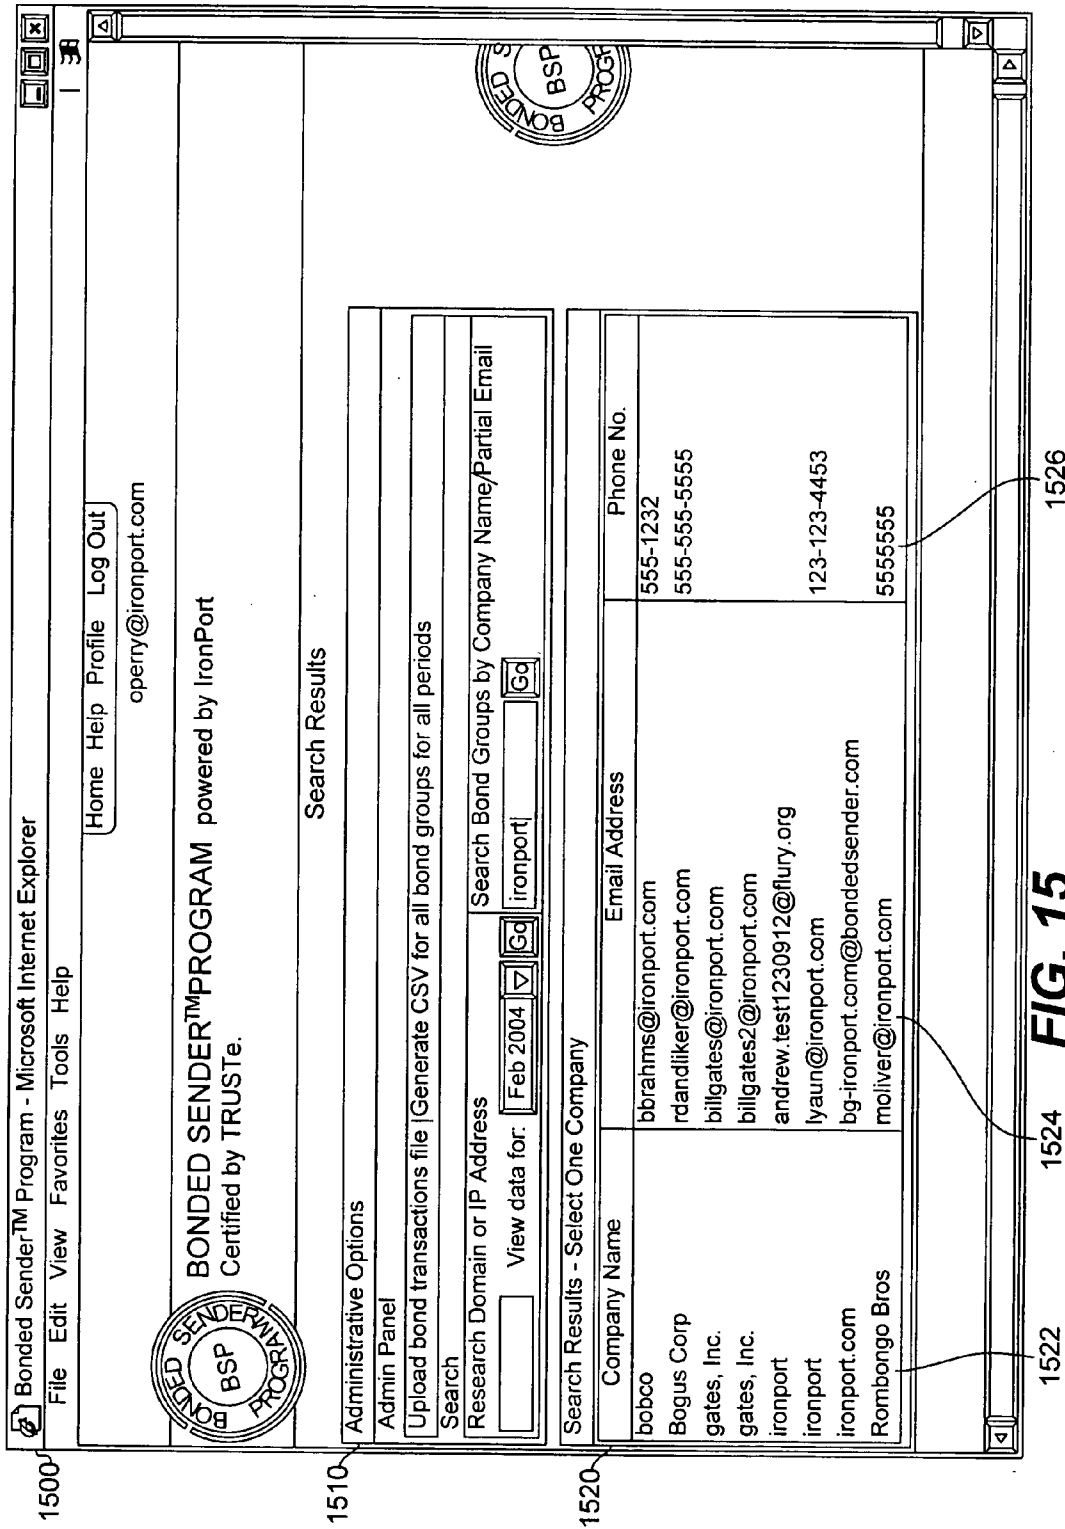 1500
Bonded Sender™ Program - Microsoft Internet Explorer
File Edit View Favorites Tools Help
Home Help Profile Log Out
operry@ironport.com
BONDED SENDER PROGRAM
BSP
BONDED SENDER™PROGRAM powered by IronPort
Certified by TRUSTe.
Search Results
1510
Administrative Options
Admin Panel
Upload bond transactions file |Generate CSV for all bond groups for all periods
Search
Research Domain or IP Address Search Bond Groups by Company Name/Partial Email
View data for: Feb 2004 Go ironport Go
BONDED S
BSP
PROGR
1520
Search Results - Select One Company
Company Name Email Address Phone No.
boboco bbrahms@ironport.com 555-1232
Bogus Corp rdandliker@ironport.com 555-555-5555
gates, Inc. billgates@ironport.com
gates, Inc. billgates2@ironport.com
ironport andrew.test1230912@flury.org
ironport lyaun@ironport.com 123-123-4453
ironport.com bg-ironport.com@bondedsender.com
Rombongo Bros moliver@ironport.com 5555555
1522 1524 1526
FIG. 15